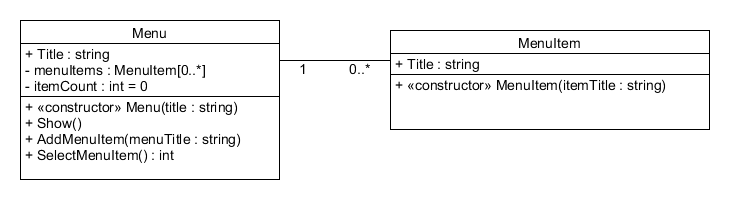 Menu
+ Title : string
- menuItems : MenuItem[0..*]
- itemCount : int = 0
+ «constructor» Menu(title : string)
+ Show()
+ AddMenuItem(menuTitle : string)
+ SelectMenuItem() : int
1
0..*
MenuItem
+ Title : string
+ «constructor» MenuItem(itemTitle : string)